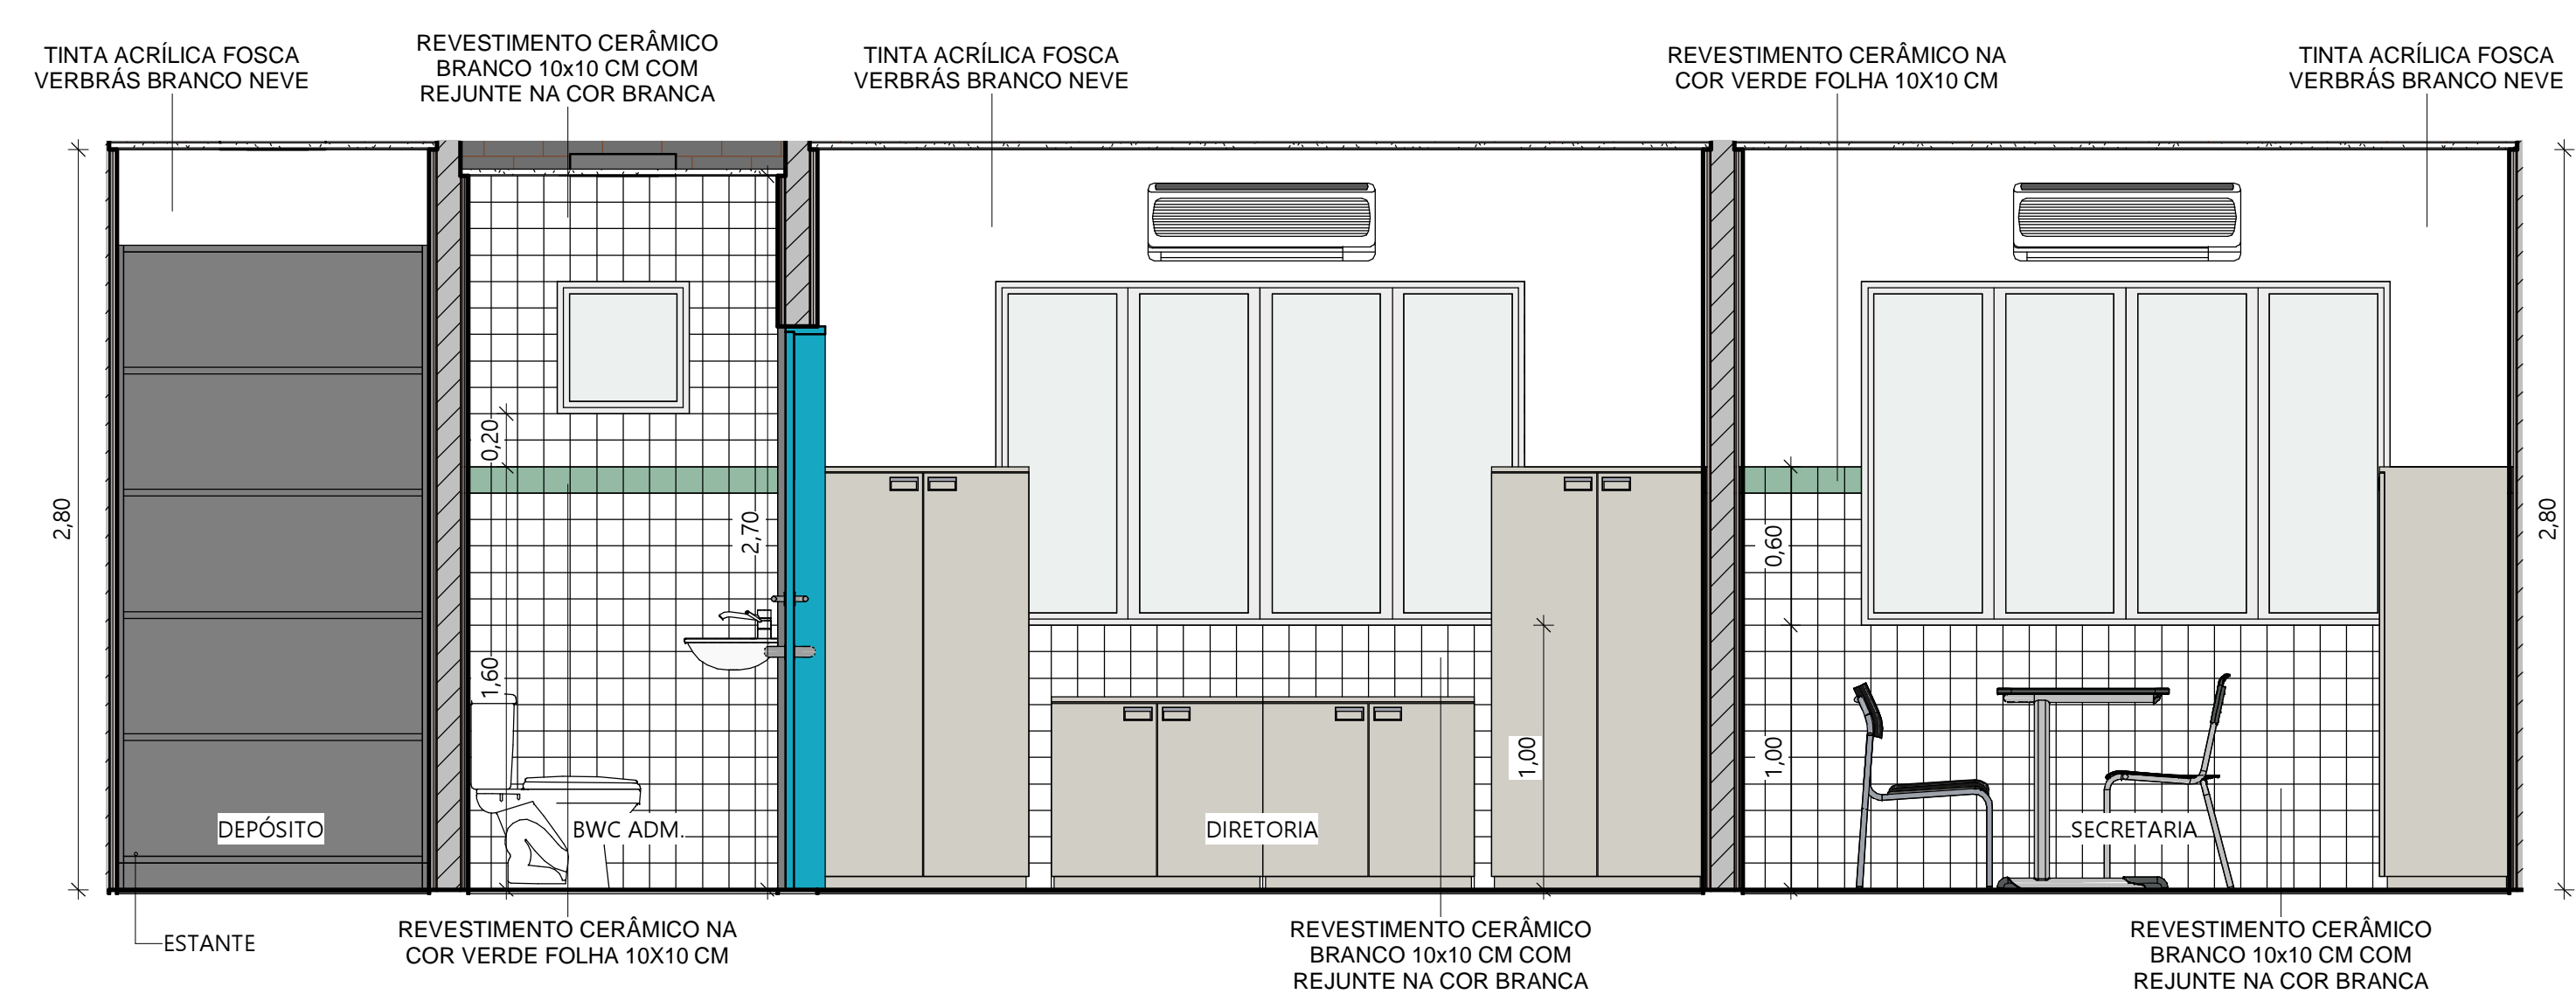 TINTA ACRÍLICA FOSCA
VERBRÁS BRANCO NEVE
REVESTIMENTO CERÂMICO
BRANCO 10x10 CM COM
REJUNTE NA COR BRANCA
TINTA ACRÍLICA FOSCA
VERBRÁS BRANCO NEVE
REVESTIMENTO CERÂMICO NA
COR VERDE FOLHA 10X10 CM
TINTA ACRÍLICA FOSCA
VERBRÁS BRANCO NEVE
2,80
0,20
1,60
2,70
1,00
0,60
1,00
2,80
DEPÓSITO
BWC ADM.
DIRETORIA
SECRETARIA
ESTANTE
REVESTIMENTO CERÂMICO NA
COR VERDE FOLHA 10X10 CM
REVESTIMENTO CERÂMICO
BRANCO 10x10 CM COM
REJUNTE NA COR BRANCA
REVESTIMENTO CERÂMICO
BRANCO 10x10 CM COM
REJUNTE NA COR BRANCA